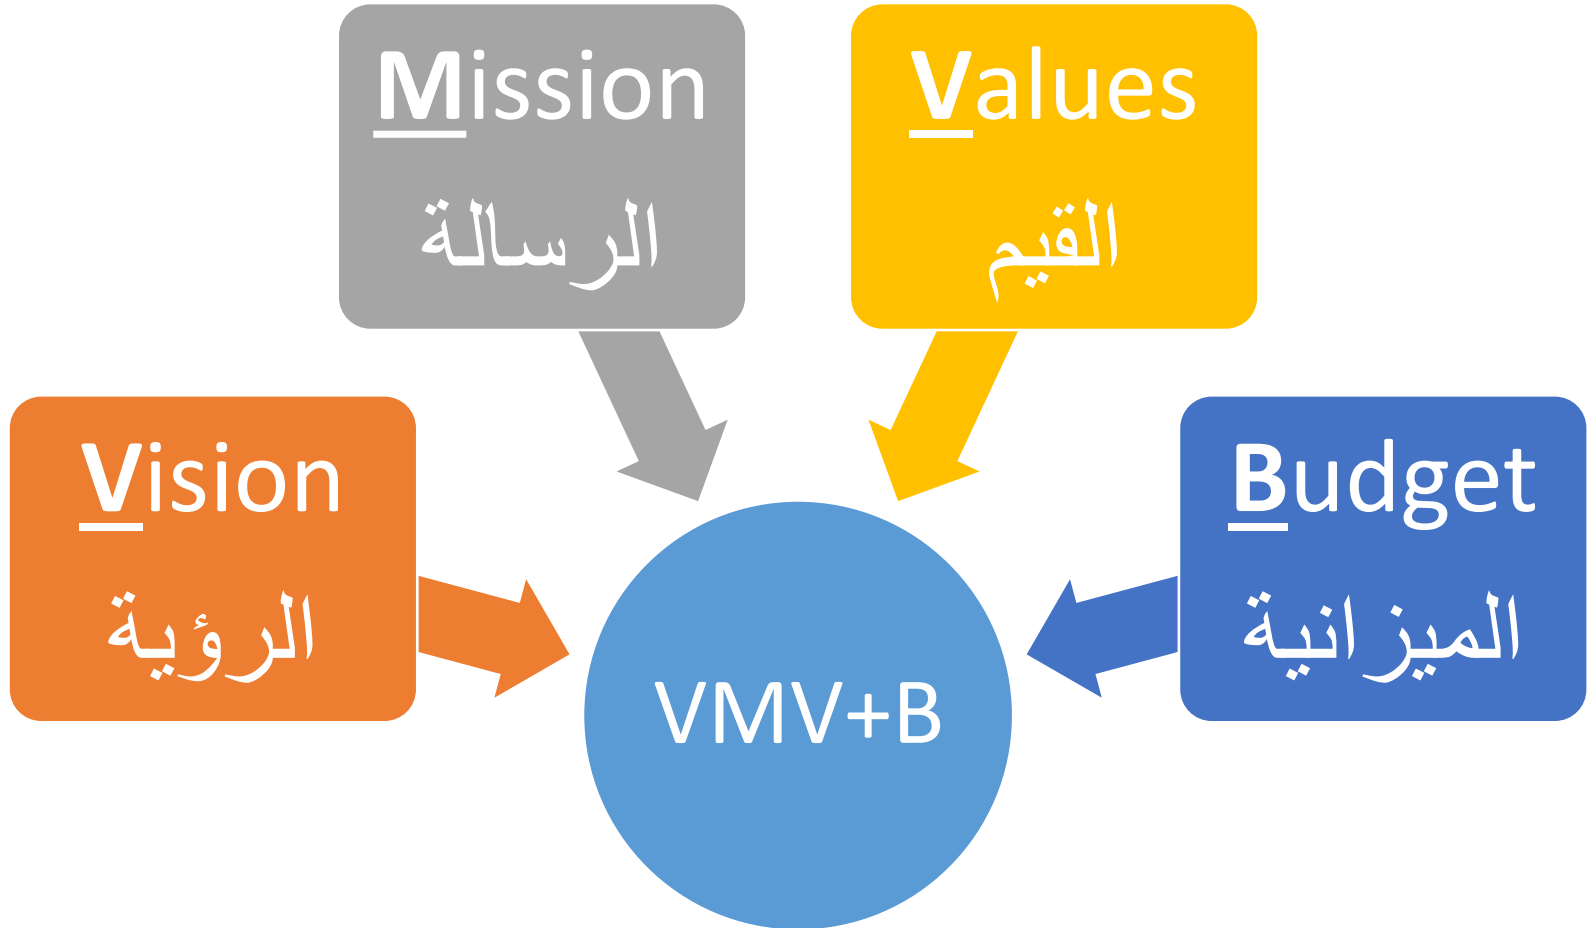 Vision
الرؤية
Mission
الرسالة
Values
القيم
Budget
الميزانية
VMV+B